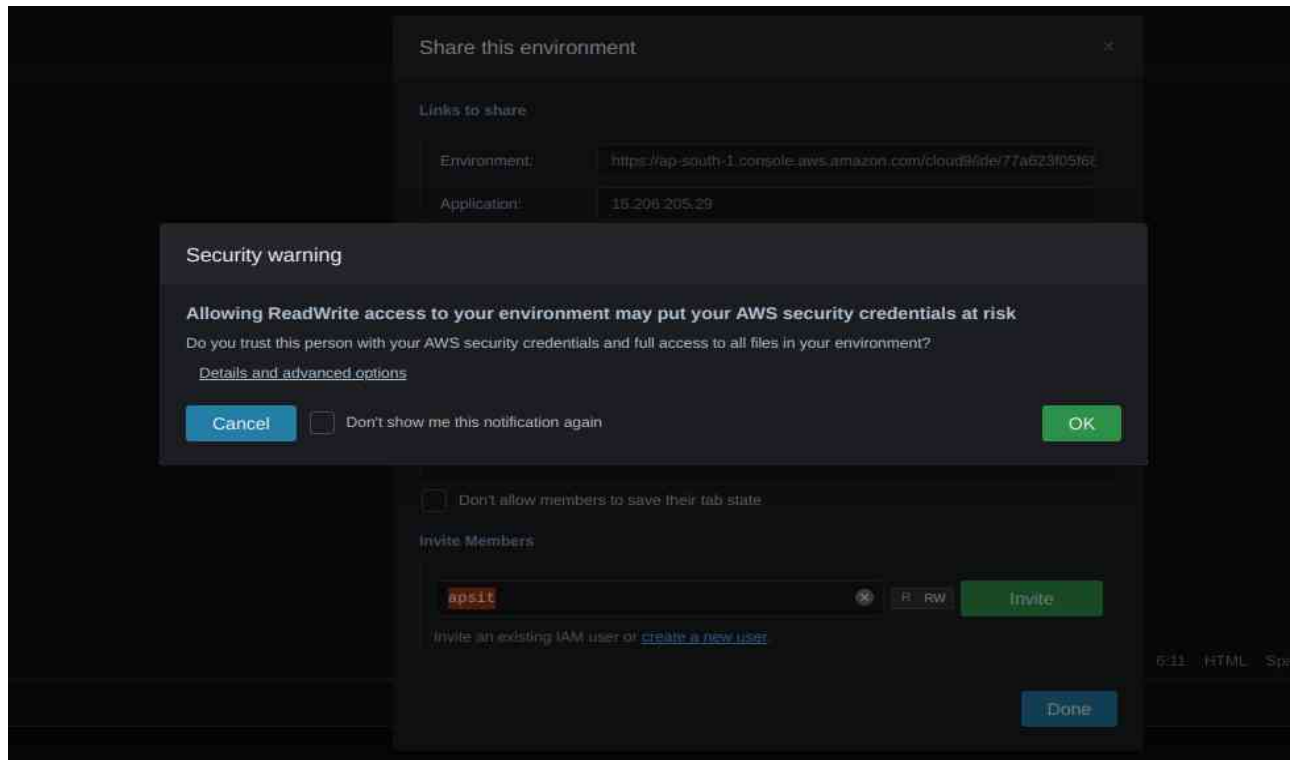 Share this environment
Links to share
Environment: https://ap-south-1.console.aws.amazon.com/cloud9/ide/77a623f05f68
Application: 15.206.205.29
Security warning
Allowing ReadWrite access to your environment may put your AWS security credentials at risk
Do you trust this person with your AWS security credentials and full access to all files in your environment?
Details and advanced options
Cancel Don't show me this notification again OK
Don't allow members to save their tab state
Invite Members
apsit R RW Invite
Invite an existing IAM user or create a new user.
6:11 HTML Spa
Done